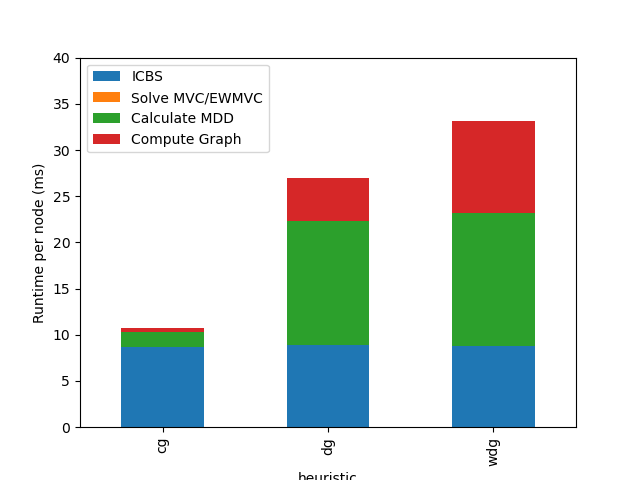 40
35
30
25
20
15
10
5
0
Runtime per node (ms)
ICBS
Solve MVC/EWMVC
Calculate MDD
Compute Graph
cg
dg
wdg
heuristic